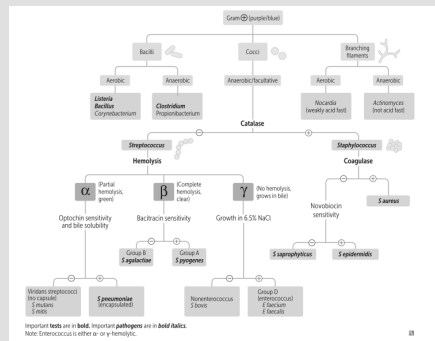 Gram ⊕ (purple/blue)
Bacilli
Cocci
Branching
filaments
Aerobic
Anaerobic
Anaerobic/facultative
Aerobic
Anaerobic
Listeria
Bacillus
Corynebacterium
Clostridium
Propionibacterium
Nocardia
(weakly acid fast)
Actinomyces
(not acid fast)
Catalase
− +
Streptococcus
Staphylococcus
Hemolysis
Coagulase
α (Partial
hemolysis,
green)
β (Complete
hemolysis,
clear)
γ (No hemolysis,
grows in bile)
− +
S aureus
Optochin sensitivity
and bile solubility
Bacitracin sensitivity
Growth in 6.5% NaCl
Novobiocin
sensitivity
− +
Group B
S agalactiae
Group A
S pyogenes
+ −
S saprophyticus
S epidermidis
− +
Viridans streptococci
(no capsule)
S mutans
S mitis
S pneumoniae
(encapsulated)
− +
Nonenterococcus
S bovis
Group D
(enterococcus)
E faecium
E faecalis
Important tests are in bold. Important pathogens are in bold italics.
Note: Enterococcus is either α- or γ-hemolytic.